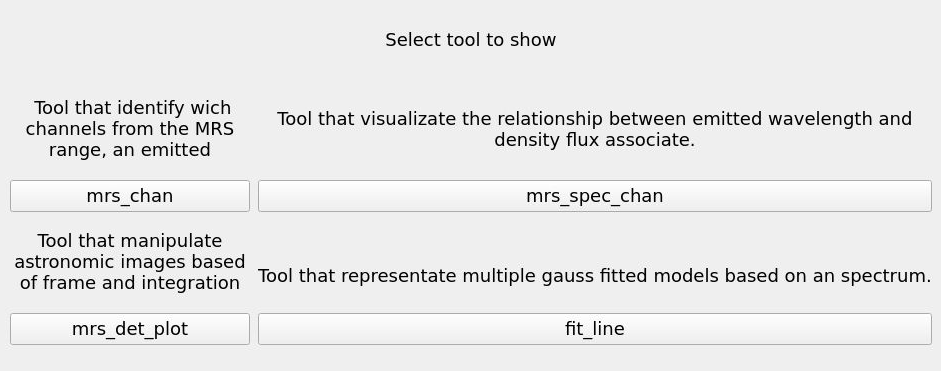 Select tool to show
Tool that identify wich
channels from the MRS
range, an emitted
Tool that visualizate the relationship between emitted wavelength and
density flux associate.
mrs_chan
mrs_spec_chan
Tool that manipulate
astronomic images based
of frame and integration
Tool that representate multiple gauss fitted models based on an spectrum.
mrs_det_plot
fit_line